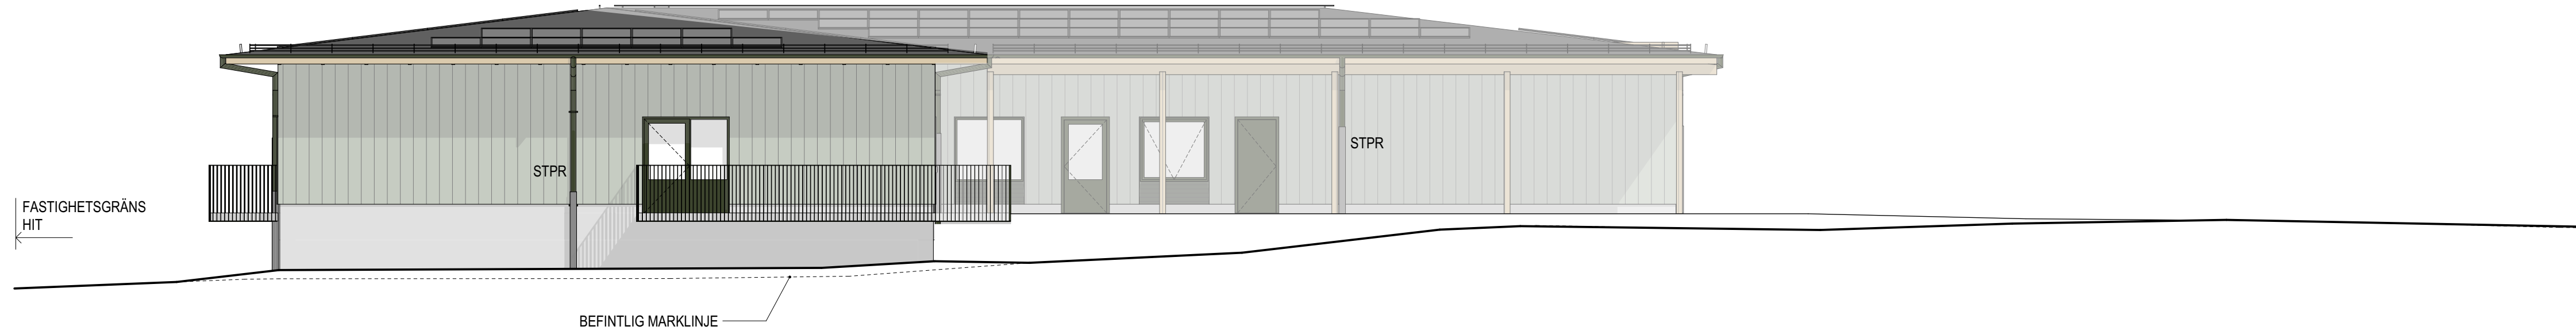 STPR
STPR
FASTIGHETSGRÄNS
HIT
BEFINTLIG MARKLINJE